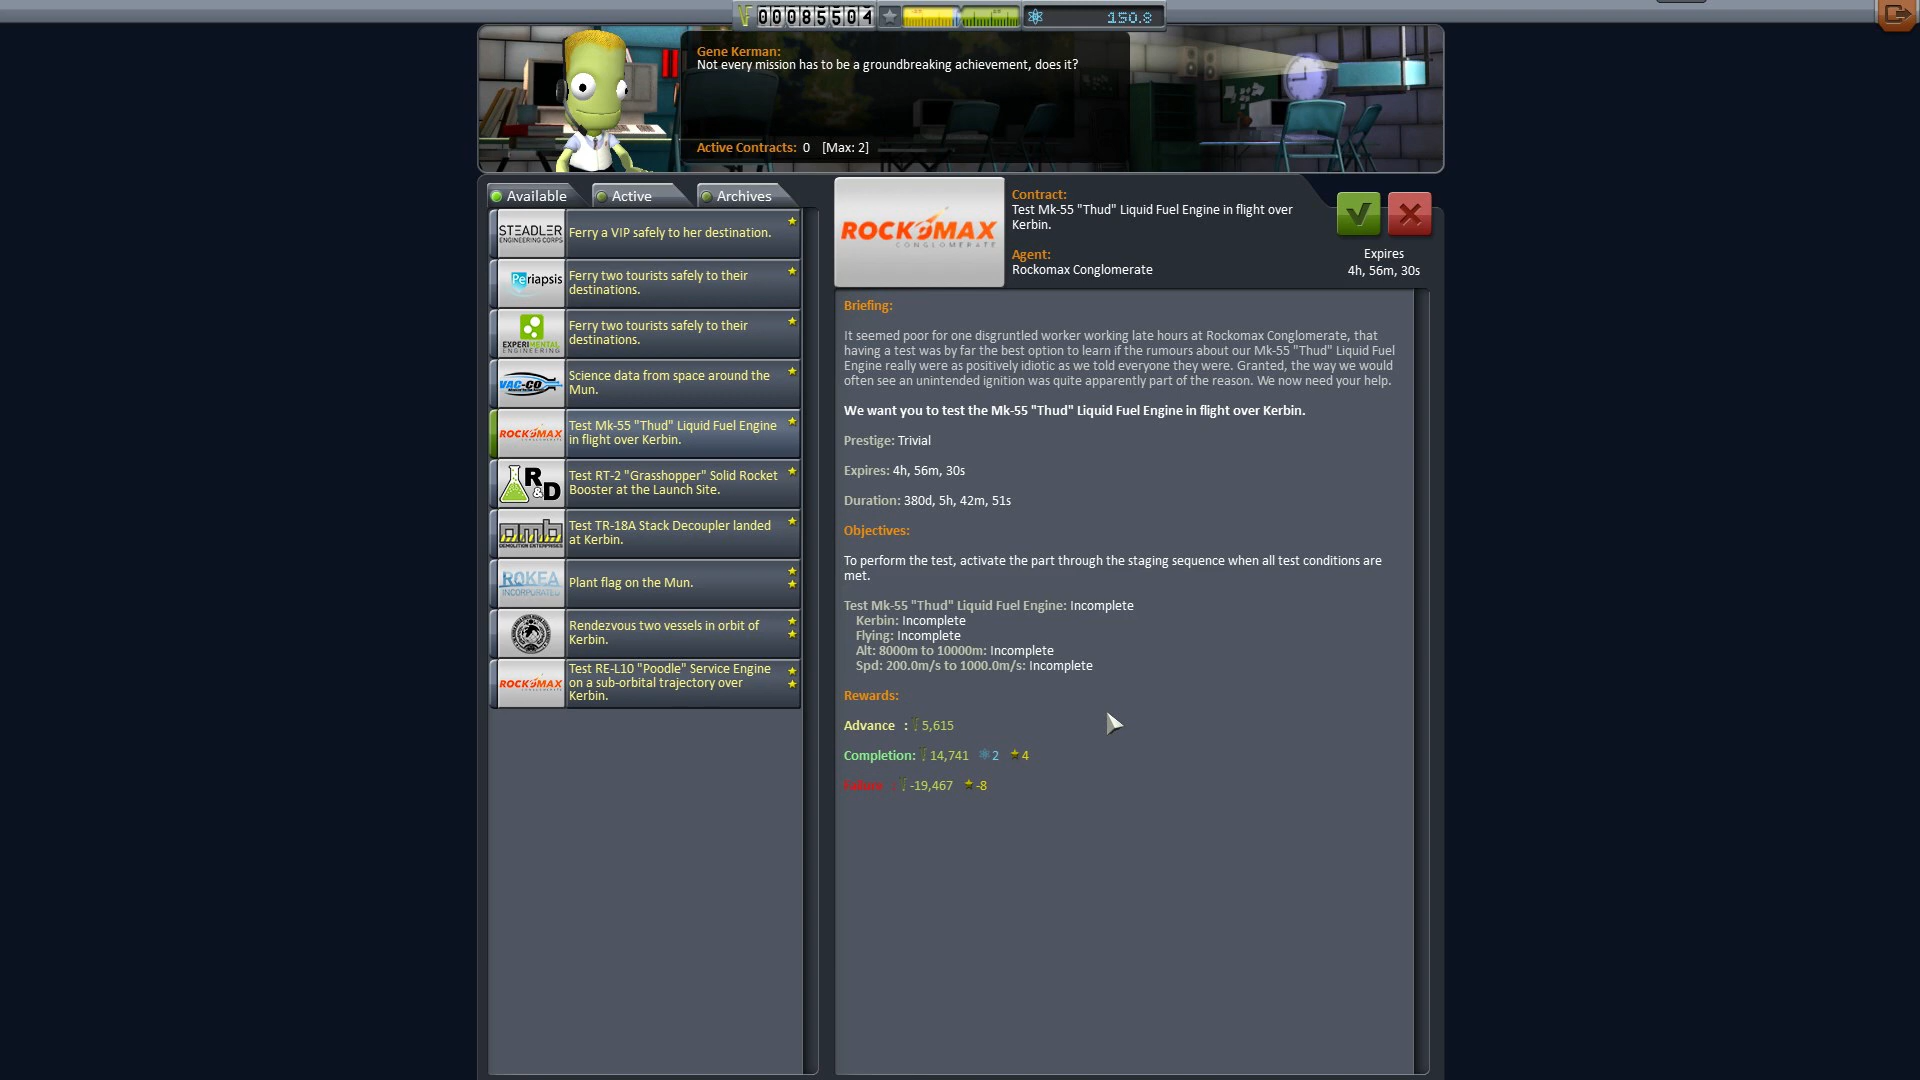 00085504
150.8
Gene Kerman:
Not every mission has to be a groundbreaking achievement, does it?
Active Contracts: 0 [Max: 2]
Available
Active
Archives
STEADLER
ENGINEERING CORPS
Ferry a VIP safely to her destination.
Periapsis
Ferry two tourists safely to their
destinations.
EXPERIMENTAL
ENGINEERING
Ferry two tourists safely to their
destinations.
VAC-CO
Science data from space around the
Mun.
ROCKOMAX
CONGLOMERATE
Test Mk-55 "Thud" Liquid Fuel Engine
in flight over Kerbin.
R&D
Test RT-2 "Grasshopper" Solid Rocket
Booster at the Launch Site.
DEMOLITION ENTERPRISES
Test TR-18A Stack Decoupler landed
at Kerbin.
ROKEA
INCORPORATED
Plant flag on the Mun.
Rendezvous two vessels in orbit of
Kerbin.
ROCKOMAX
CONGLOMERATE
Test RE-L10 "Poodle" Service Engine
on a sub-orbital trajectory over
Kerbin.
ROCKOMAX
CONGLOMERATE
Contract:
Test Mk-55 "Thud" Liquid Fuel Engine in flight over
Kerbin.
Agent:
Rockomax Conglomerate
Expires
4h, 56m, 30s
Briefing:
It seemed poor for one disgruntled worker working late hours at Rockomax Conglomerate, that
having a test was by far the best option to learn if the rumours about our Mk-55 "Thud" Liquid Fuel
Engine really were as positively idiotic as we told everyone they were. Granted, the way we would
often see an unintended ignition was quite apparently part of the reason. We now need your help.
We want you to test the Mk-55 "Thud" Liquid Fuel Engine in flight over Kerbin.
Prestige: Trivial
Expires: 4h, 56m, 30s
Duration: 380d, 5h, 42m, 51s
Objectives:
To perform the test, activate the part through the staging sequence when all test conditions are
met.
Test Mk-55 "Thud" Liquid Fuel Engine: Incomplete
Kerbin: Incomplete
Flying: Incomplete
Alt: 8000m to 10000m: Incomplete
Spd: 200.0m/s to 1000.0m/s: Incomplete
Rewards:
Advance : 5,615
Completion: 14,741 2 4
Failure : -19,467 -8